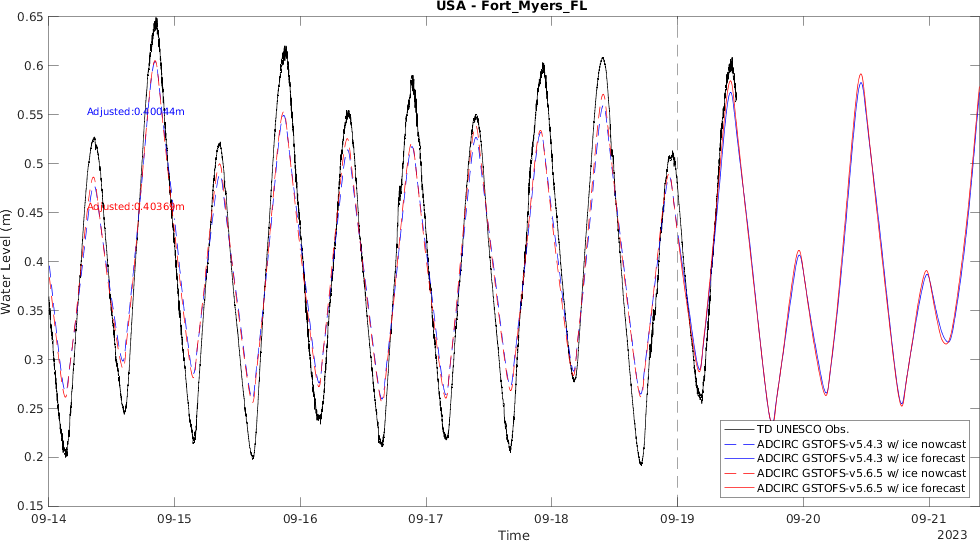 USA - Fort_Myers_FL
0.65
0.6
0.55
0.5
0.45
0.4
0.35
0.3
0.25
0.2
0.15
Water Level (m)
Adjusted:0.40044m
Adjusted:0.40369m
TD UNESCO Obs.
ADCIRC GSTOFS-v5.4.3 w/ ice nowcast
ADCIRC GSTOFS-v5.4.3 w/ ice forecast
ADCIRC GSTOFS-v5.6.5 w/ ice nowcast
ADCIRC GSTOFS-v5.6.5 w/ ice forecast
09-14 09-15 09-16 09-17 09-18 09-19 09-20 09-21
Time
2023